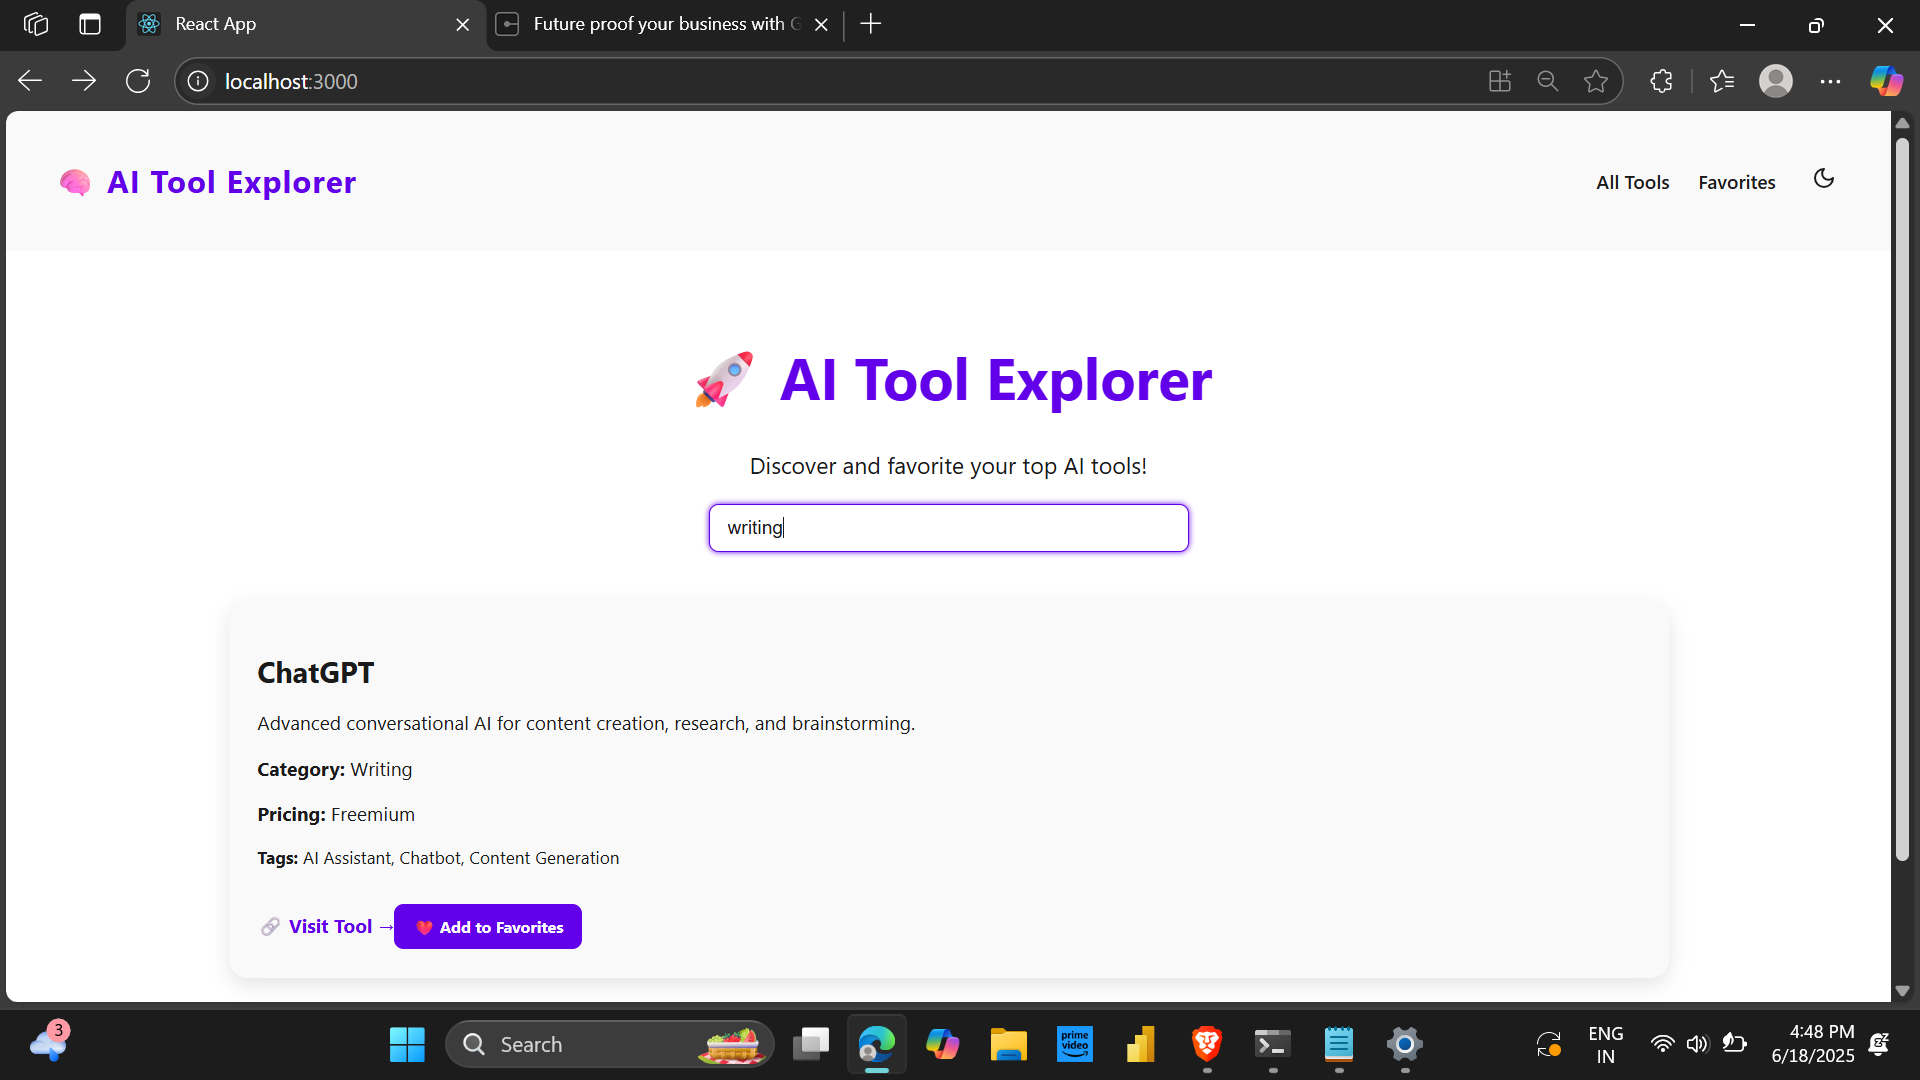 React App
Future proof your business with G
localhost:3000
AI Tool Explorer
All Tools
Favorites
AI Tool Explorer
Discover and favorite your top AI tools!
writing
ChatGPT
Advanced conversational AI for content creation, research, and brainstorming.
Category: Writing
Pricing: Freemium
Tags: AI Assistant, Chatbot, Content Generation
Visit Tool →
Add to Favorites
3
Search
prime video
ENG
IN
4:48 PM
6/18/2025